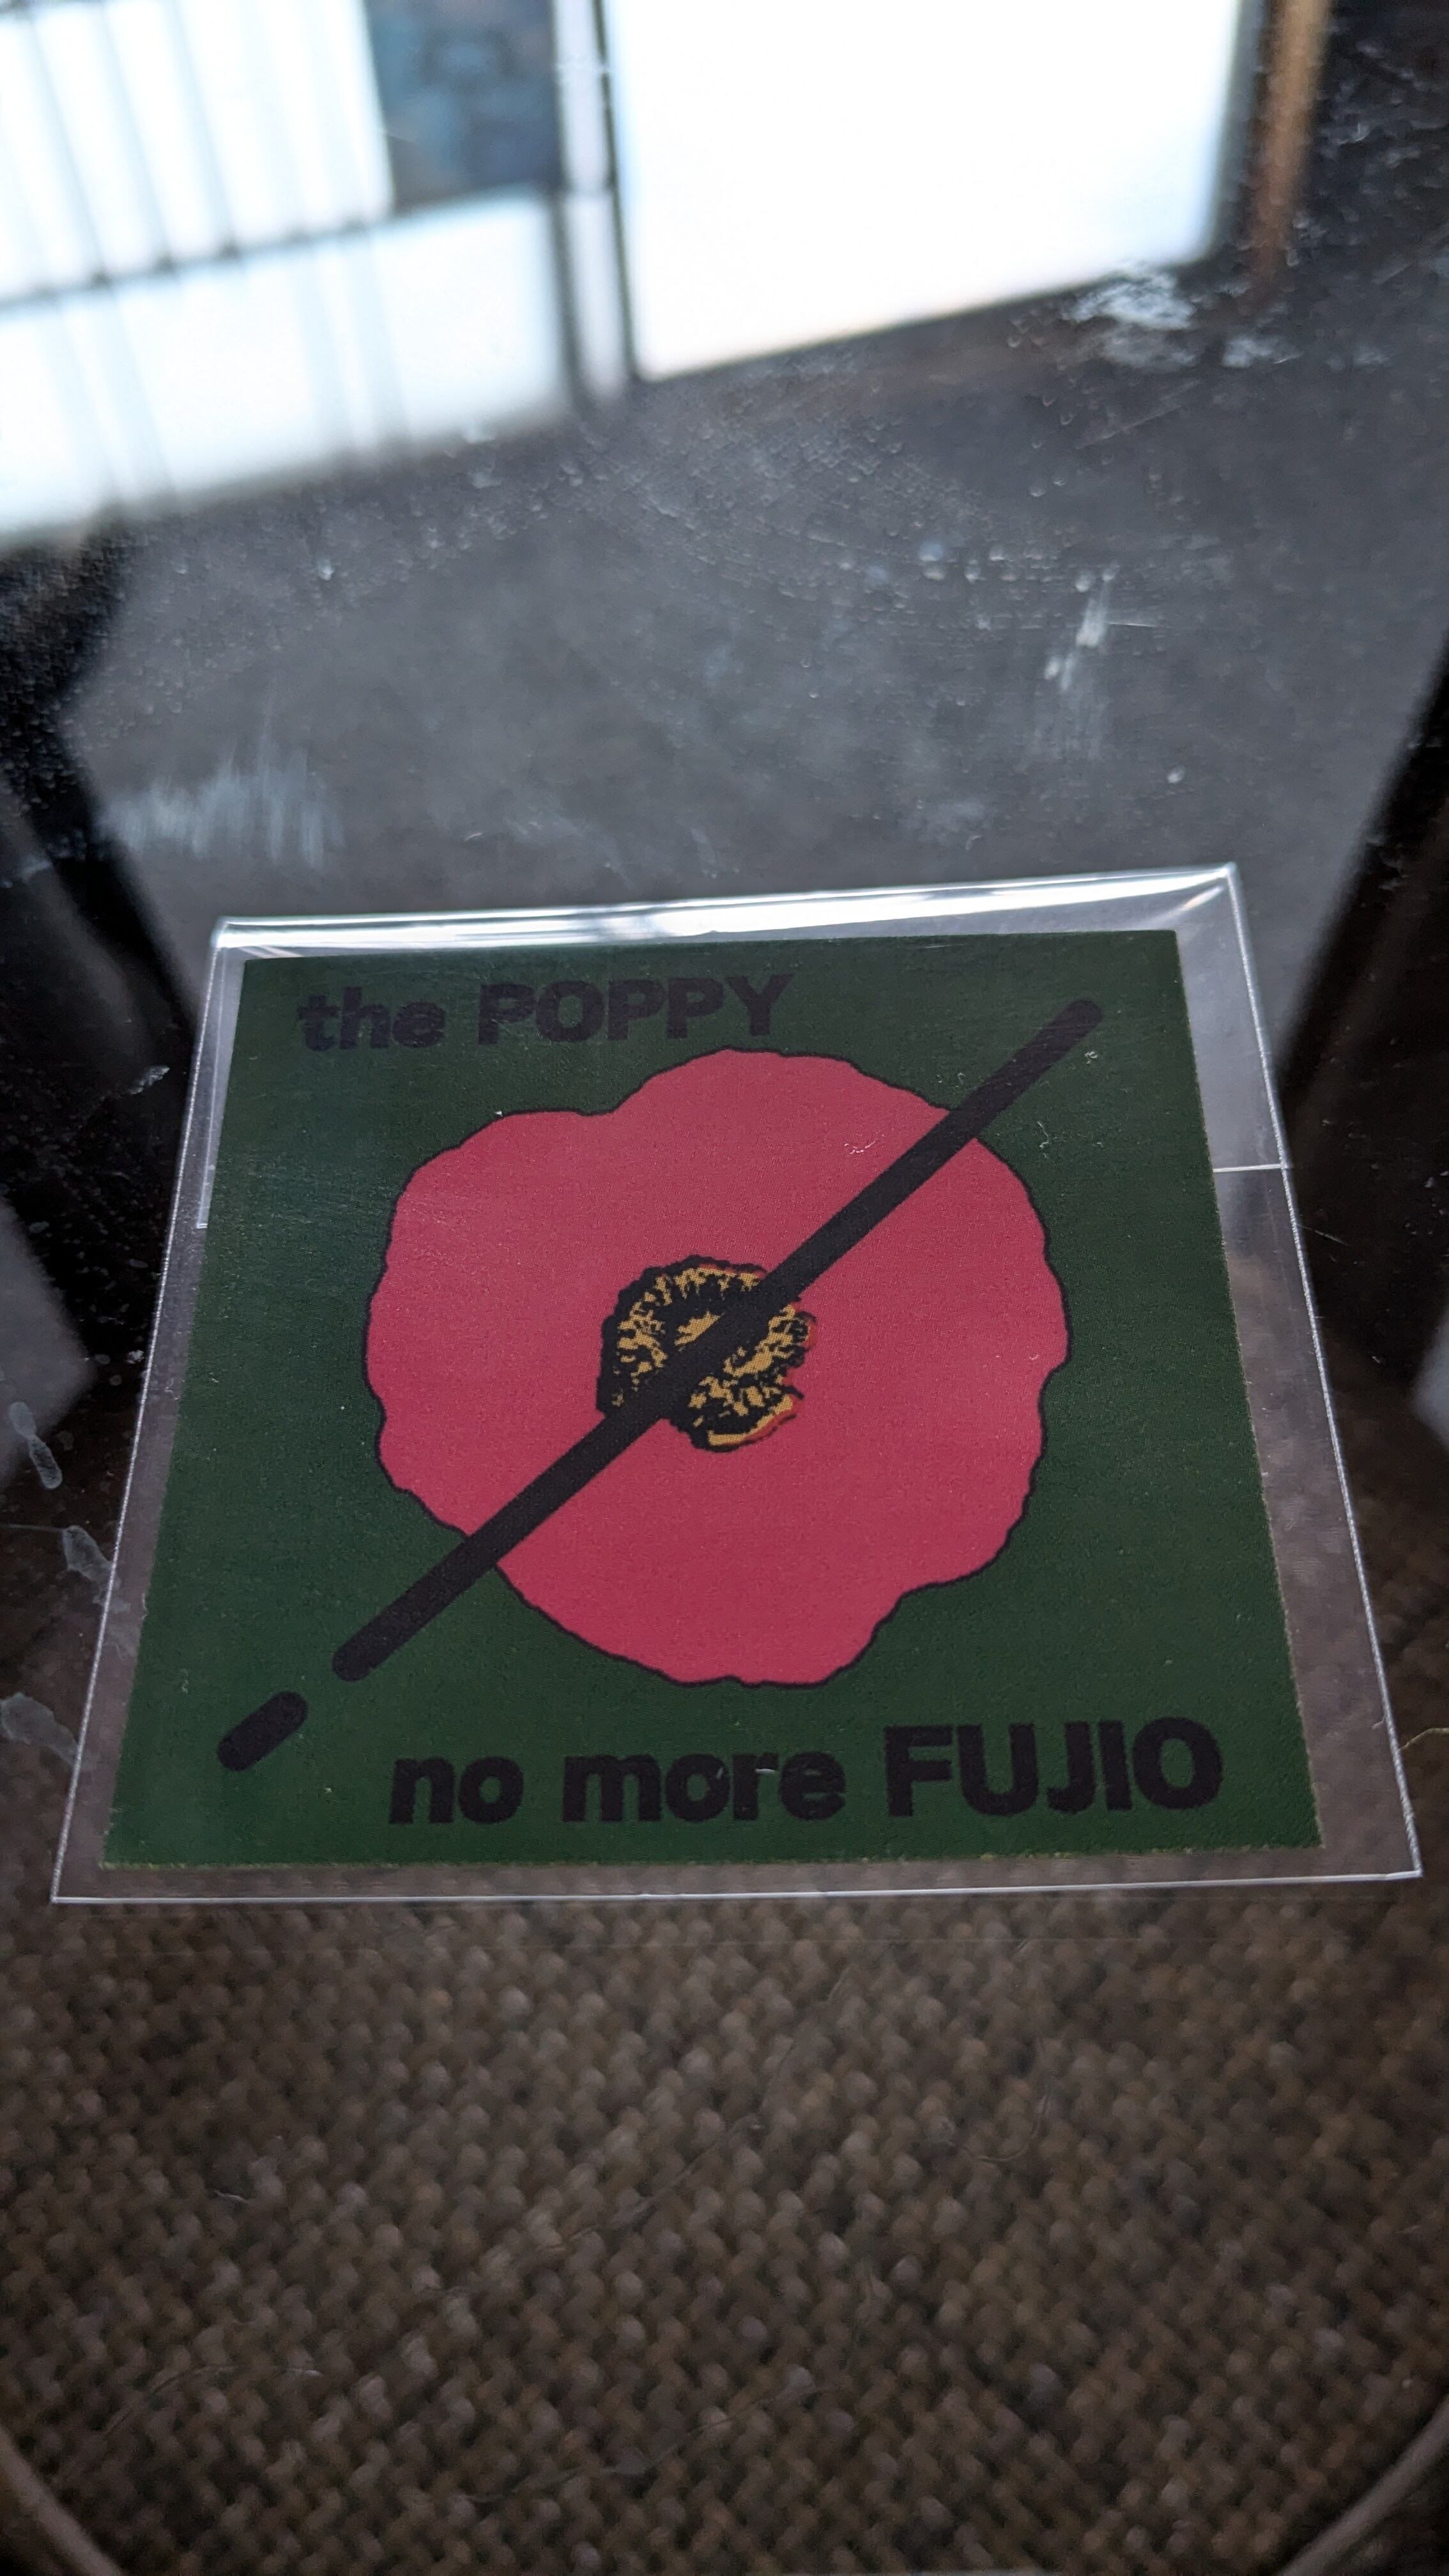 the POPPY
no more FUJIO